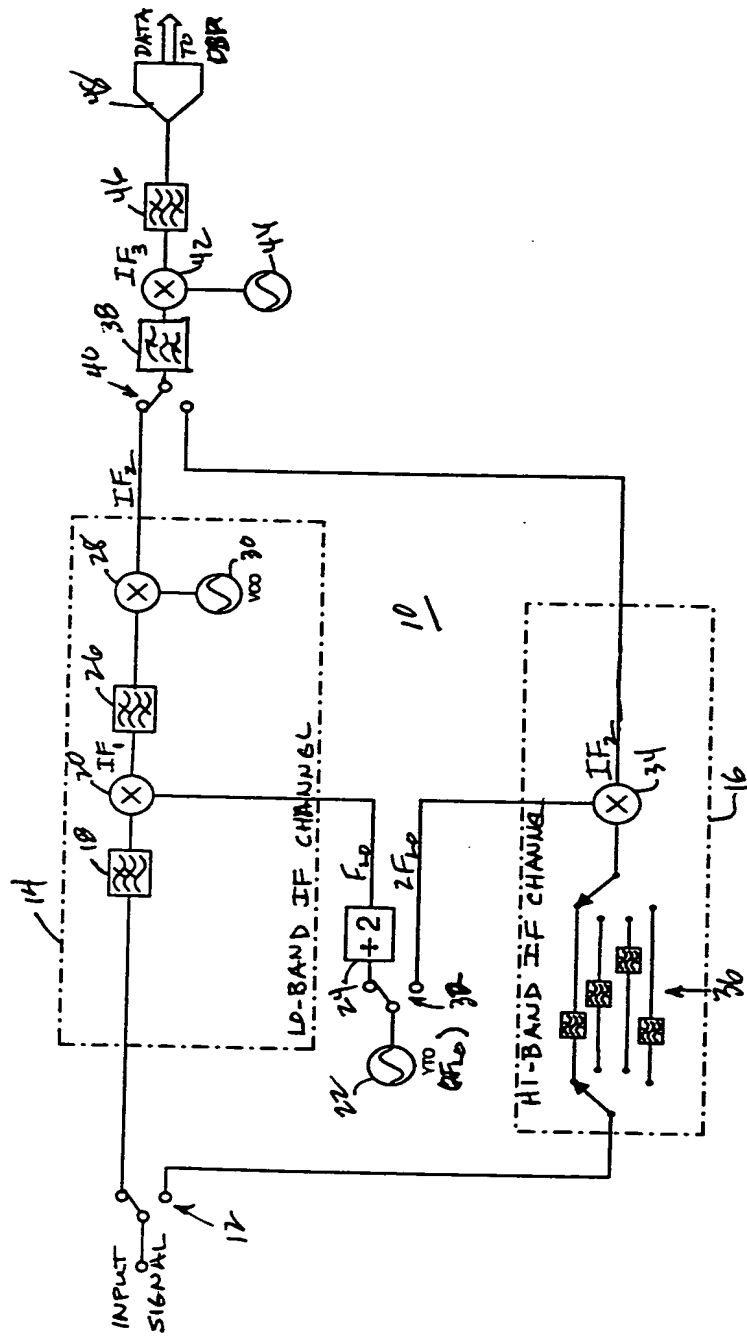 INPUT
SIGNAL
12
14
18
20
IF1
26
28
30
VCO
IF2
LO-BAND IF CHANNEL
22
YTO
(2FLO)
24
÷2
FLO
2FLO
32
10
HI-BAND IF CHANNEL
36
IF2
34
16
40
38
IF3
42
44
46
48
DATA
TO
DBR